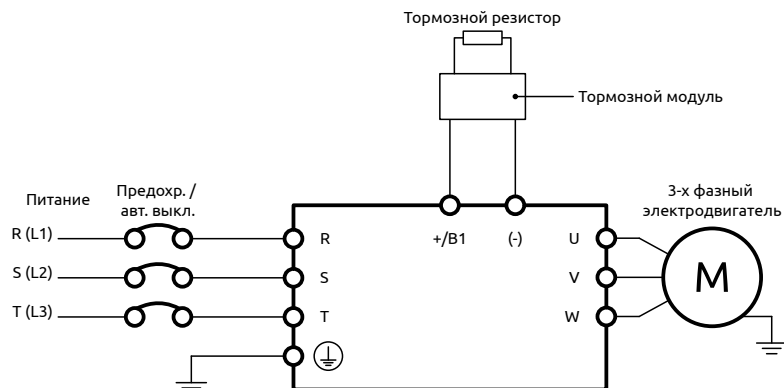 Тормозной резистор
Тормозной модуль
Питание
Предохр. /
авт. выкл.
3-х фазный
электродвигатель
R (L1)
R
+/B1
(-)
U
S (L2)
S
V
M
T (L3)
T
W